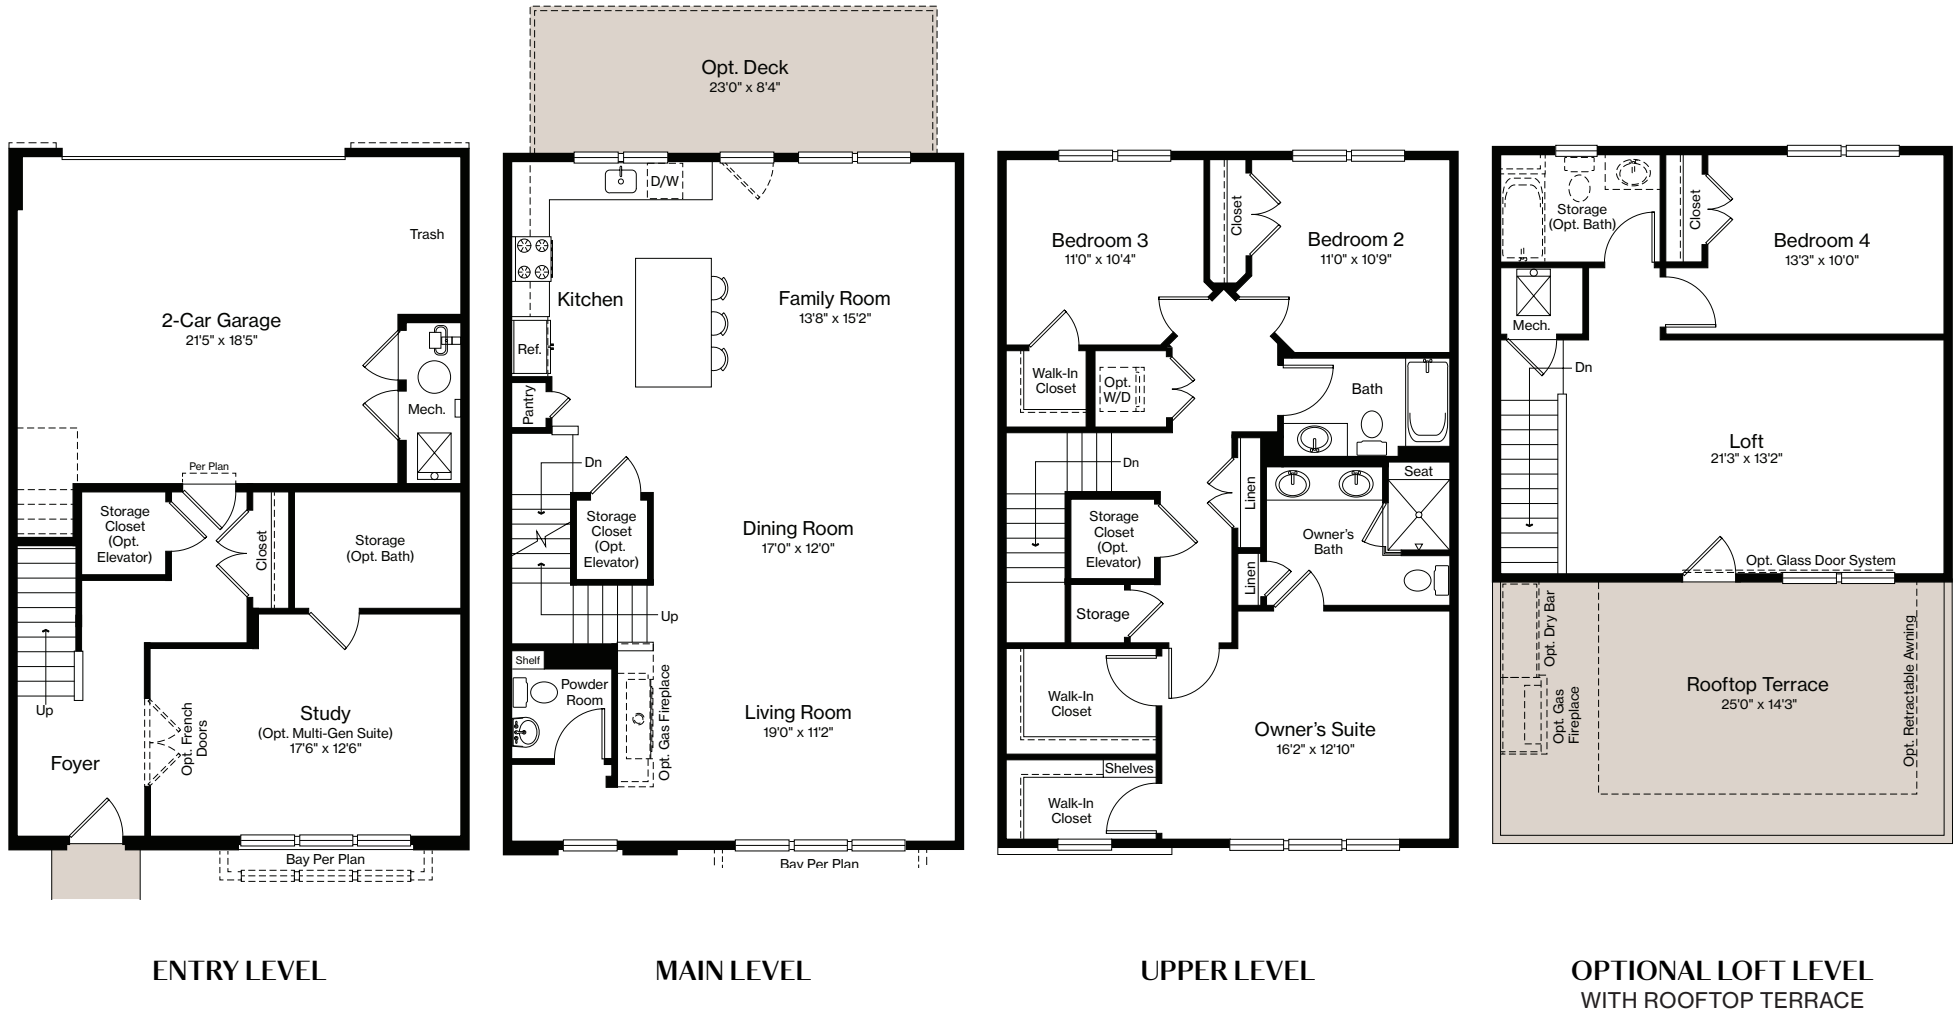 Trash
2-Car Garage
21'5" x 18'5"
Mech.
Per Plan
Storage
Closet
(Opt.
Elevator)
Closet
Storage
(Opt. Bath)
Up
Foyer
Opt. French
Doors
Study
(Opt. Multi-Gen Suite)
17'6" x 12'6"
Bay Per Plan
ENTRY LEVEL
Opt. Deck
23'0" x 8'4"
D/W
Kitchen
Family Room
13'8" x 15'2"
Ref.
Pantry
Dn
Storage
Closet
(Opt.
Elevator)
Dining Room
17'0" x 12'0"
Up
Shelf
Powder
Room
Opt. Gas Fireplace
Living Room
19'0" x 11'2"
Bay Per Plan
MAIN LEVEL
Bedroom 3
11'0" x 10'4"
Closet
Bedroom 2
11'0" x 10'9"
Walk-In
Closet
Opt.
W/D
Bath
Dn
Linen
Seat
Storage
Closet
(Opt.
Elevator)
Owner's
Bath
Linen
Storage
Walk-In
Closet
Owner's Suite
16'2" x 12'10"
Shelves
Walk-In
Closet
UPPER LEVEL
Storage
(Opt. Bath)
Closet
Bedroom 4
13'3" x 10'0"
Mech.
Dn
Loft
21'3" x 13'2"
Opt. Glass Door System
Opt. Dry Bar
Opt. Gas
Fireplace
Rooftop Terrace
25'0" x 14'3"
Opt. Retractable Awning
OPTIONAL LOFT LEVEL
WITH ROOFTOP TERRACE